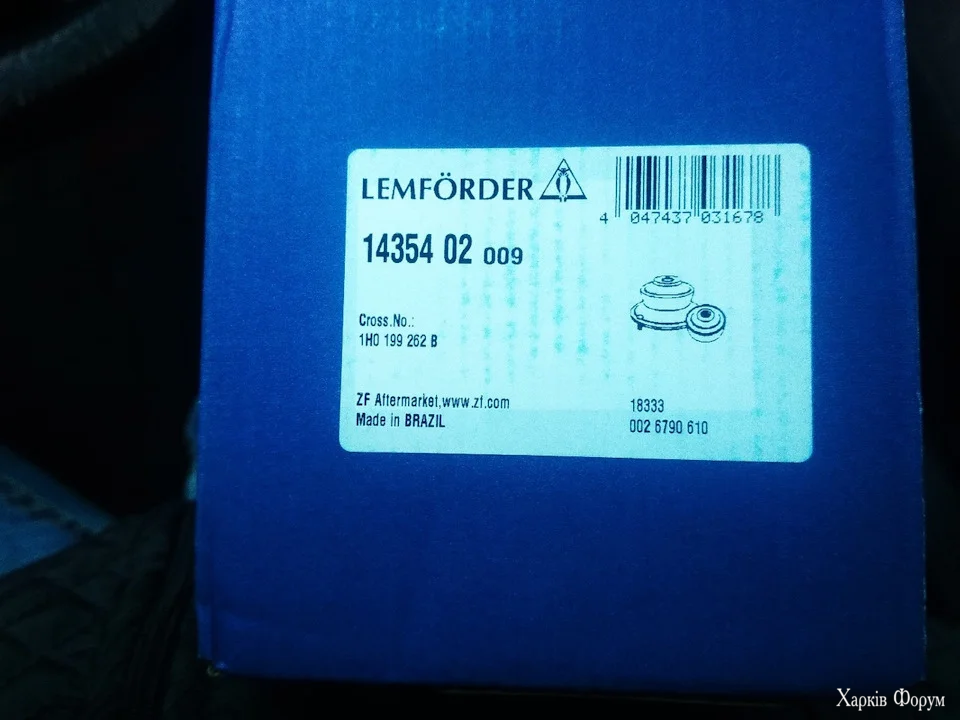 LEMFÖRDER
4 047437 031678
14354 02 009
Cross.No.:
1H0 199 262 B
ZF Aftermarket,www.zf.com
Made in BRAZIL
18333
002 6790 610
Харків Форум